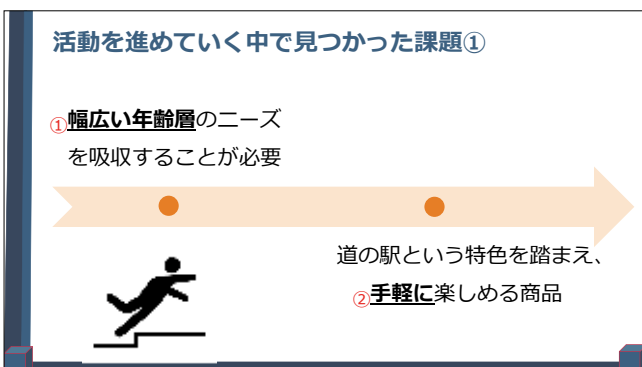 活動を進めていく中で見つかった課題①
①幅広い年齢層のニーズ
を吸収することが必要
道の駅という特色を踏まえ、
②手軽に楽しめる商品